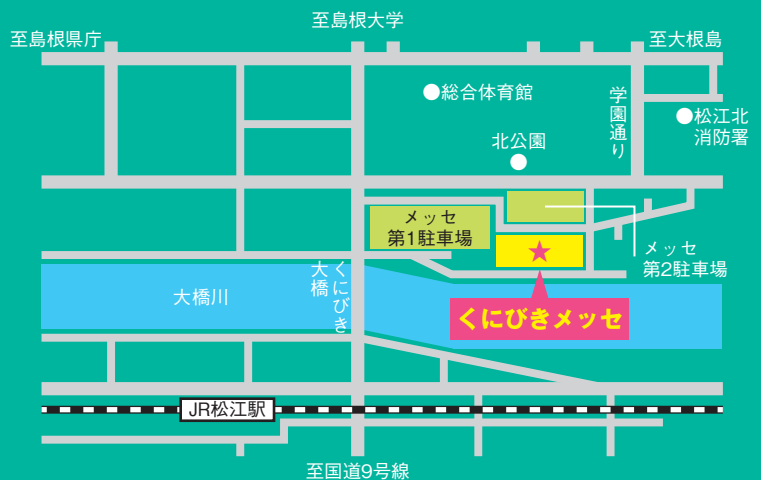 至島根大学
至島根県庁
至大根島
総合体育館
学園通り
松江北
消防署
北公園
メッセ
第1駐車場
メッセ
第2駐車場
くにびき
大橋
大橋川
くにびきメッセ
JR松江駅
至国道9号線